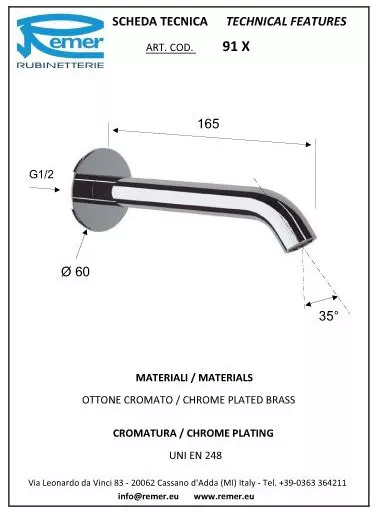 Remer
RUBINETTERIE
SCHEDA TECNICA TECHNICAL FEATURES
ART. COD. 91 X
165
G1/2
Ø 60
35°
MATERIALI / MATERIALS
OTTONE CROMATO / CHROME PLATED BRASS
CROMATURA / CHROME PLATING
UNI EN 248
Via Leonardo da Vinci 83 - 20062 Cassano d'Adda (MI) Italy - Tel. +39-0363 364211
info@remer.eu www.remer.eu